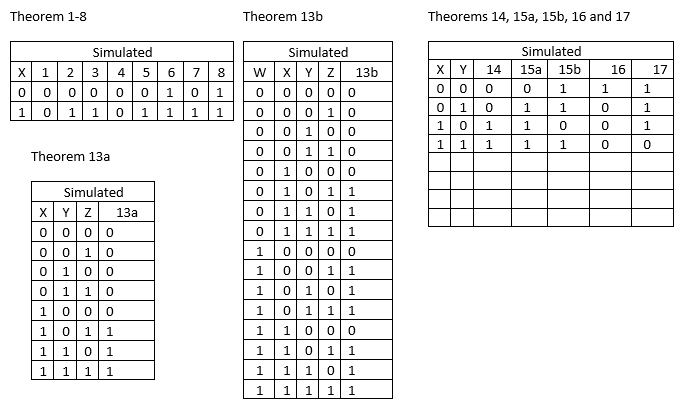 Theorem 1-8
Simulated
X 1 2 3 4 5 6 7 8
0 0 0 0 0 0 1 0 1
1 0 1 1 0 1 1 1 1
Theorem 13a
Simulated
X Y Z 13a
0 0 0 0
0 0 1 0
0 1 0 0
0 1 1 0
1 0 0 0
1 0 1 1
1 1 0 1
1 1 1 1
Theorem 13b
Simulated
W X Y Z 13b
0 0 0 0 0
0 0 0 1 0
0 0 1 0 0
0 0 1 1 0
0 1 0 0 0
0 1 0 1 1
0 1 1 0 1
0 1 1 1 1
1 0 0 0 0
1 0 0 1 1
1 0 1 0 1
1 0 1 1 1
1 1 0 0 0
1 1 0 1 1
1 1 1 0 1
1 1 1 1 1
Theorems 14, 15a, 15b, 16 and 17
Simulated
X Y 14 15a 15b 16 17
0 0 0 0 1 1 1
0 1 0 1 1 0 1
1 0 1 1 0 0 1
1 1 1 1 1 0 0